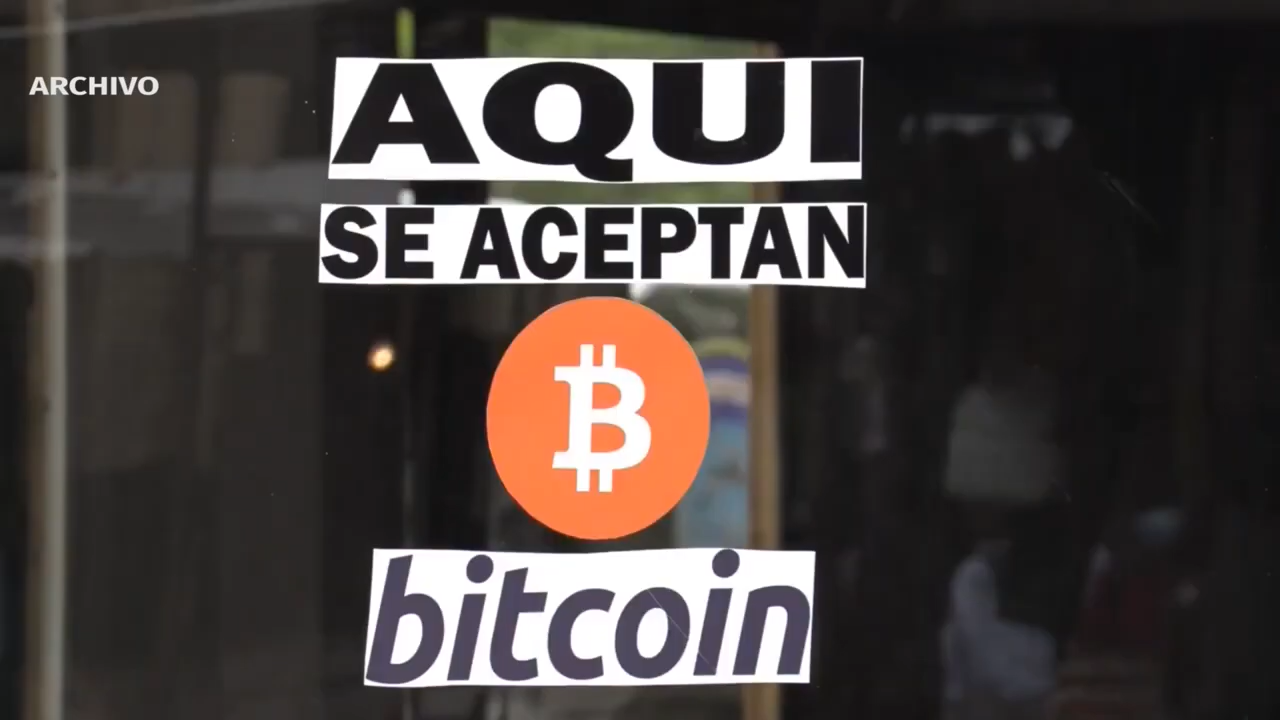 ARCHIVO
AQUI
SE ACEPTAN
₿
bitcoin